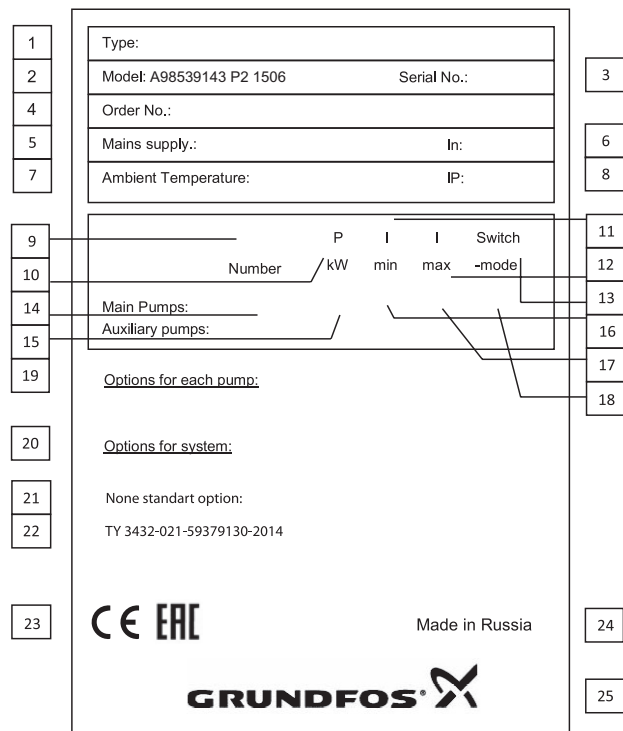 1 Type:
2 Model: A98539143 P2 1506 Serial No.: 3
4 Order No.:
5 Mains supply.: In: 6
7 Ambient Temperature: IP: 8
9 P I I Switch 11
10 Number kW min max -mode 12
13
14 Main Pumps:
15 Auxiliary pumps: 16
19 17
Options for each pump:
18
20 Options for system:
21 None standart option:
22 TY 3432-021-59379130-2014
23 CE EAC Made in Russia 24
GRUNDFOS 25